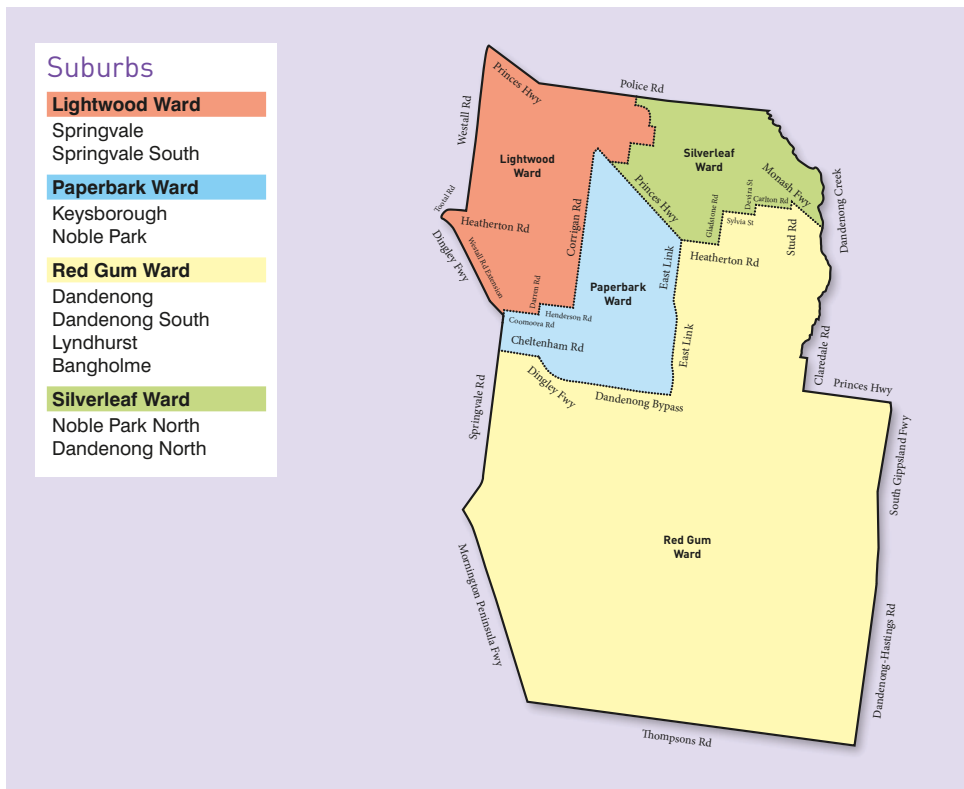 Suburbs
Lightwood Ward
Springvale
Springvale South
Paperbark Ward
Keysborough
Noble Park
Red Gum Ward
Dandenong
Dandenong South
Lyndhurst
Bangholme
Silverleaf Ward
Noble Park North
Dandenong North
Princes Hwy
Police Rd
Westall Rd
Lightwood
Ward
Silverleaf
Ward
Monash Fwy
Dandenong Creek
Princes Hwy
Gladstone Rd
Carlton Rd
Sylvia St
Stud Rd
Tootal Rd
Heatherton Rd
Corrigan Rd
Dingley Fwy
Westall Rd Extension
East Link
Heatherton Rd
Paperbark
Ward
Darren Rd
Henderson Rd
Coomoora Rd
Cheltenham Rd
East Link
Claredale Rd
Dingley Fwy
Dandenong Bypass
Princes Hwy
Springvale Rd
South Gippsland Fwy
Red Gum
Ward
Mornington Peninsula Fwy
Dandenong-Hastings Rd
Thompsons Rd